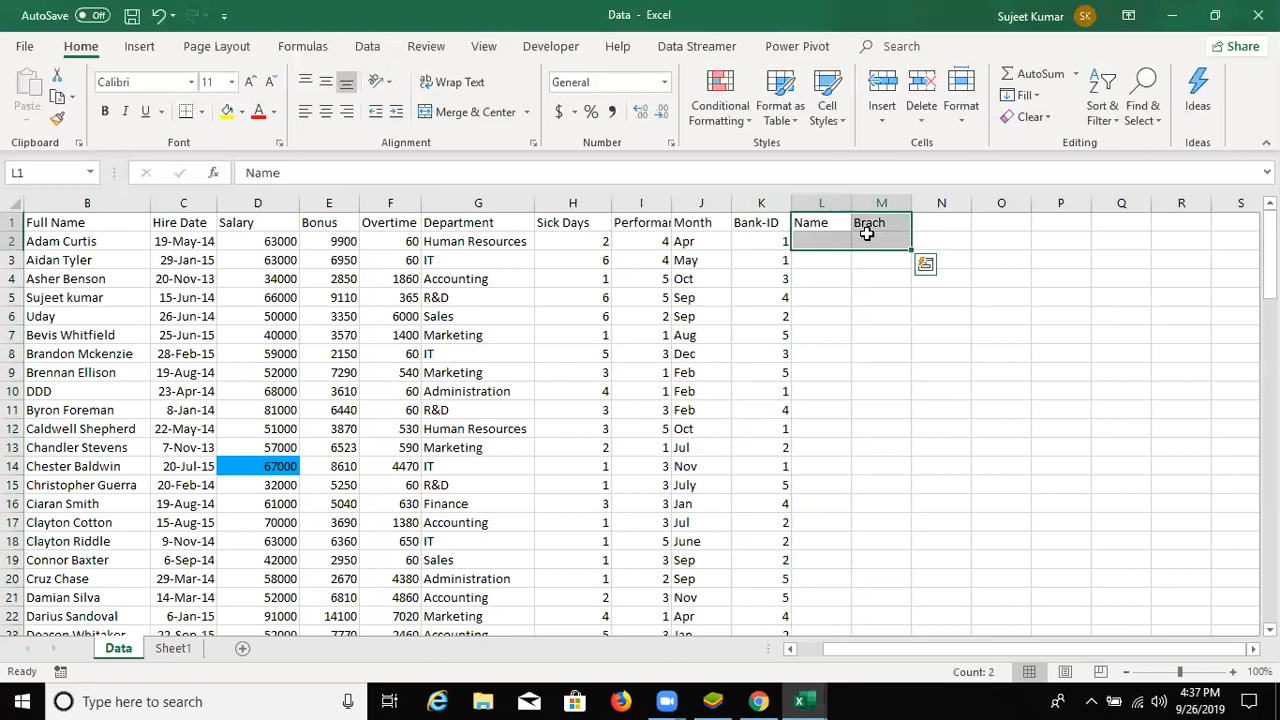 AutoSave Off Data - Excel Sujeet Kumar SK
File Home Insert Page Layout Formulas Data Review View Developer Help Data Streamer Power Pivot Search Share
Paste Calibri 11 Wrap Text General Conditional Formatting Format as Table Cell Styles Insert Delete Format AutoSum Sort & Filter Find & Select Ideas
B I U A Merge & Center $ % Fill Clear
Clipboard Font Alignment Number Styles Cells Editing Ideas
L1 fx Name
B C D E F G H I J K L M N O P Q R S
1 Full Name Hire Date Salary Bonus Overtime Department Sick Days Performan Month Bank-ID Name Brach
2 Adam Curtis 19-May-14 63000 9900 60 Human Resources 2 4 Apr 1
3 Aidan Tyler 29-Jan-15 63000 6950 60 IT 6 4 May 1
4 Asher Benson 20-Nov-13 34000 2850 1860 Accounting 1 5 Oct 3
5 Sujeet kumar 15-Jun-14 66000 9110 365 R&D 6 5 Sep 4
6 Uday 26-Jun-14 50000 3350 6000 Sales 6 2 Sep 2
7 Bevis Whitfield 25-Jun-15 40000 3570 1400 Marketing 1 1 Aug 5
8 Brandon Mckenzie 28-Feb-15 59000 2150 60 IT 5 3 Dec 3
9 Brennan Ellison 19-Aug-14 52000 7290 540 Marketing 3 1 Feb 5
10 DDD 23-Apr-14 68000 3610 60 Administration 4 1 Feb 1
11 Byron Foreman 8-Jan-14 81000 6440 60 R&D 3 3 Feb 4
12 Caldwell Shepherd 22-May-14 51000 3870 530 Human Resources 3 5 Oct 1
13 Chandler Stevens 7-Nov-13 57000 6523 590 Marketing 2 1 Jul 2
14 Chester Baldwin 20-Jul-15 67000 8610 4470 IT 1 3 Nov 1
15 Christopher Guerra 20-Feb-14 32000 5250 60 R&D 1 3 July 5
16 Ciaran Smith 19-Aug-14 61000 5040 630 Finance 3 3 Jan 4
17 Clayton Cotton 15-Aug-15 70000 3690 1380 Accounting 1 3 Jul 2
18 Clayton Riddle 9-Nov-14 63000 6360 650 IT 1 5 June 2
19 Connor Baxter 6-Sep-14 42000 2950 60 Sales 1 3 Sep 2
20 Cruz Chase 29-Mar-14 58000 2670 4380 Administration 1 2 Sep 5
21 Damian Silva 14-Mar-14 52000 6810 4860 Accounting 2 3 Nov 5
22 Darius Sandoval 6-Jan-15 91000 14100 7020 Marketing 4 1 Apr 4
23 Deacon Whitaker 22-Sep-15 52000 7770 2460 Accounting 5 3 Jan 2
Data Sheet1
Ready Count: 2 100%
Type here to search 4:37 PM
9/26/2019